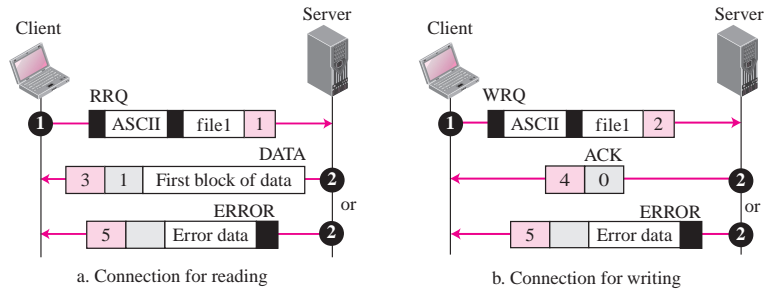 Client
Server
RRQ
1 ASCII file1 1
DATA
3 1 First block of data 2
or
ERROR
5 Error data 2
a. Connection for reading
Client
Server
WRQ
1 ASCII file1 2
ACK
4 0 2
or
ERROR
5 Error data 2
b. Connection for writing